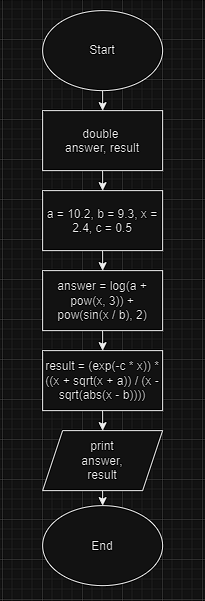 Start
double
answer, result
a = 10.2, b = 9.3, x =
2.4, c = 0.5
answer = log(a +
pow(x, 3)) +
pow(sin(x / b), 2)
result = (exp(-c * x)) *
((x + sqrt(x + a)) / (x -
sqrt(abs(x - b))))
print
answer,
result
End